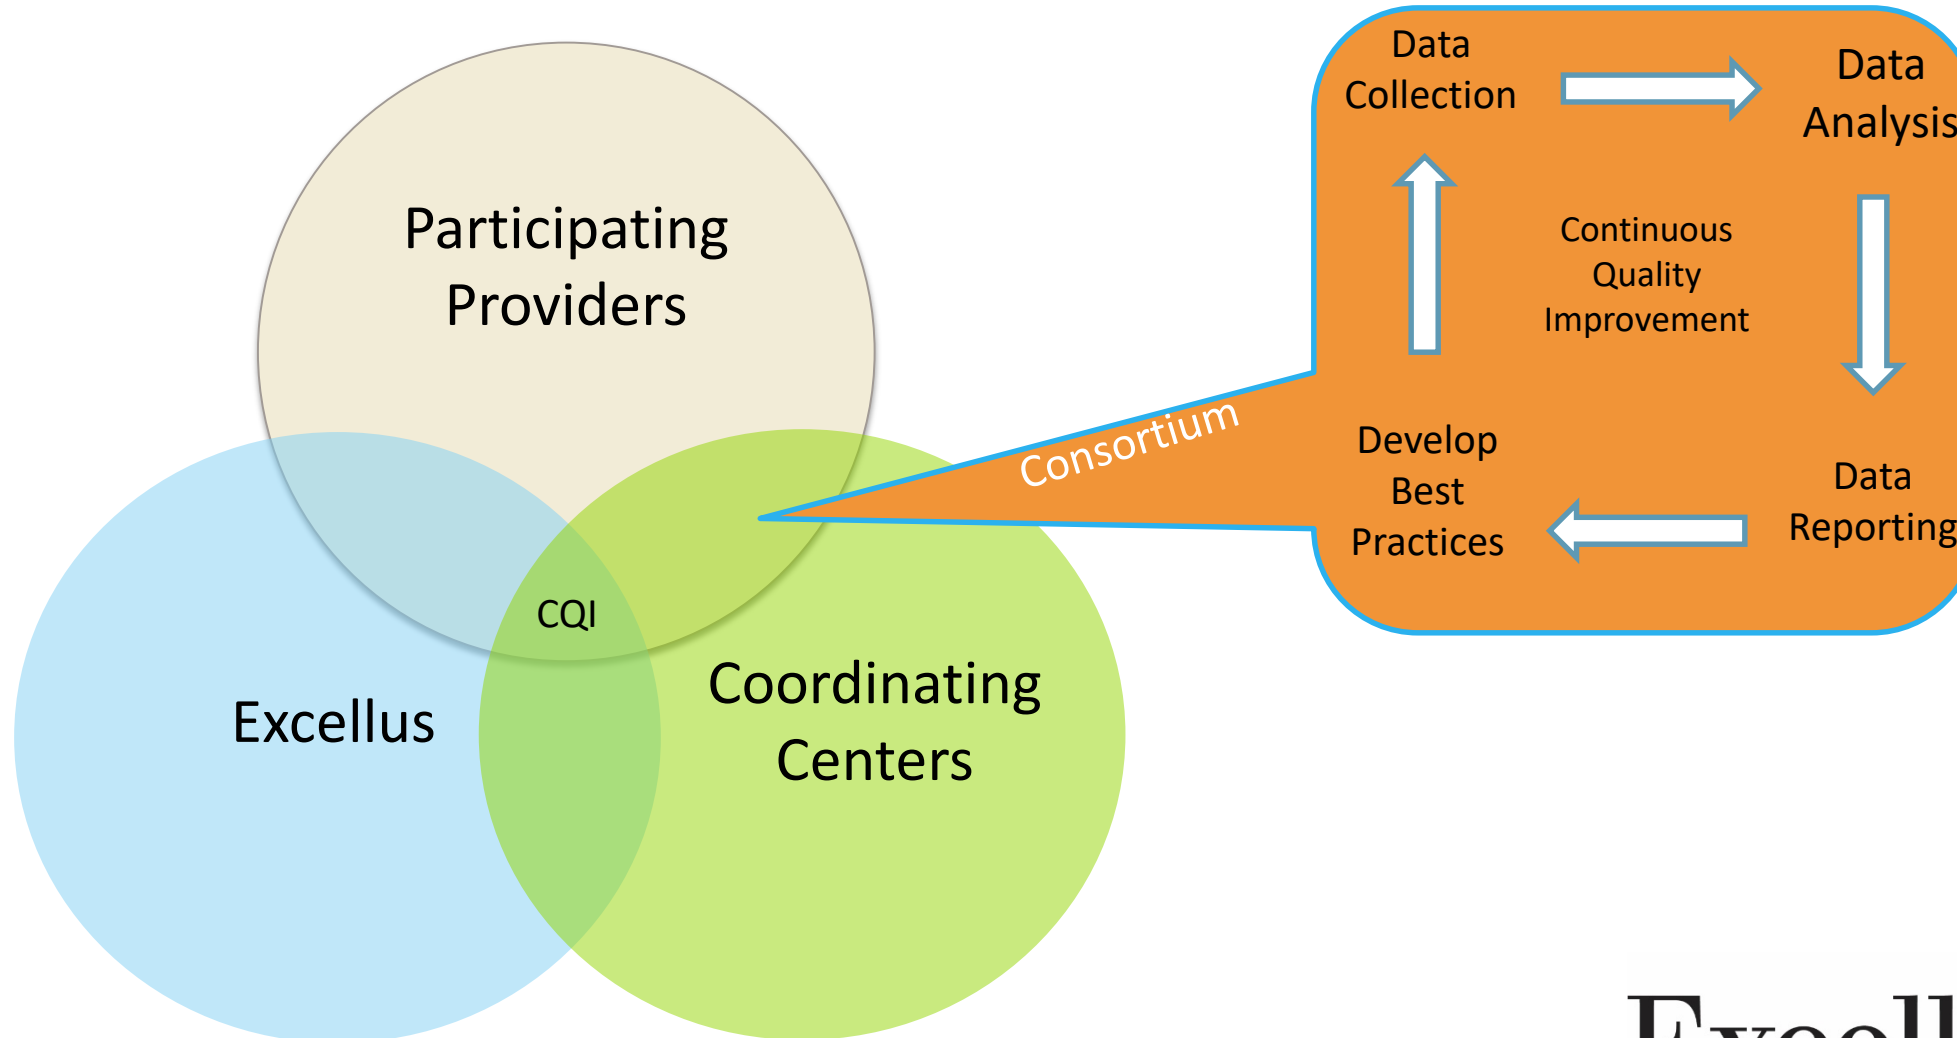 Participating
Providers
CQI
Excellus
Coordinating
Centers
Consortium
Data
Collection
Data
Analysis
Continuous
Quality
Improvement
Develop
Best
Practices
Data
Reporting